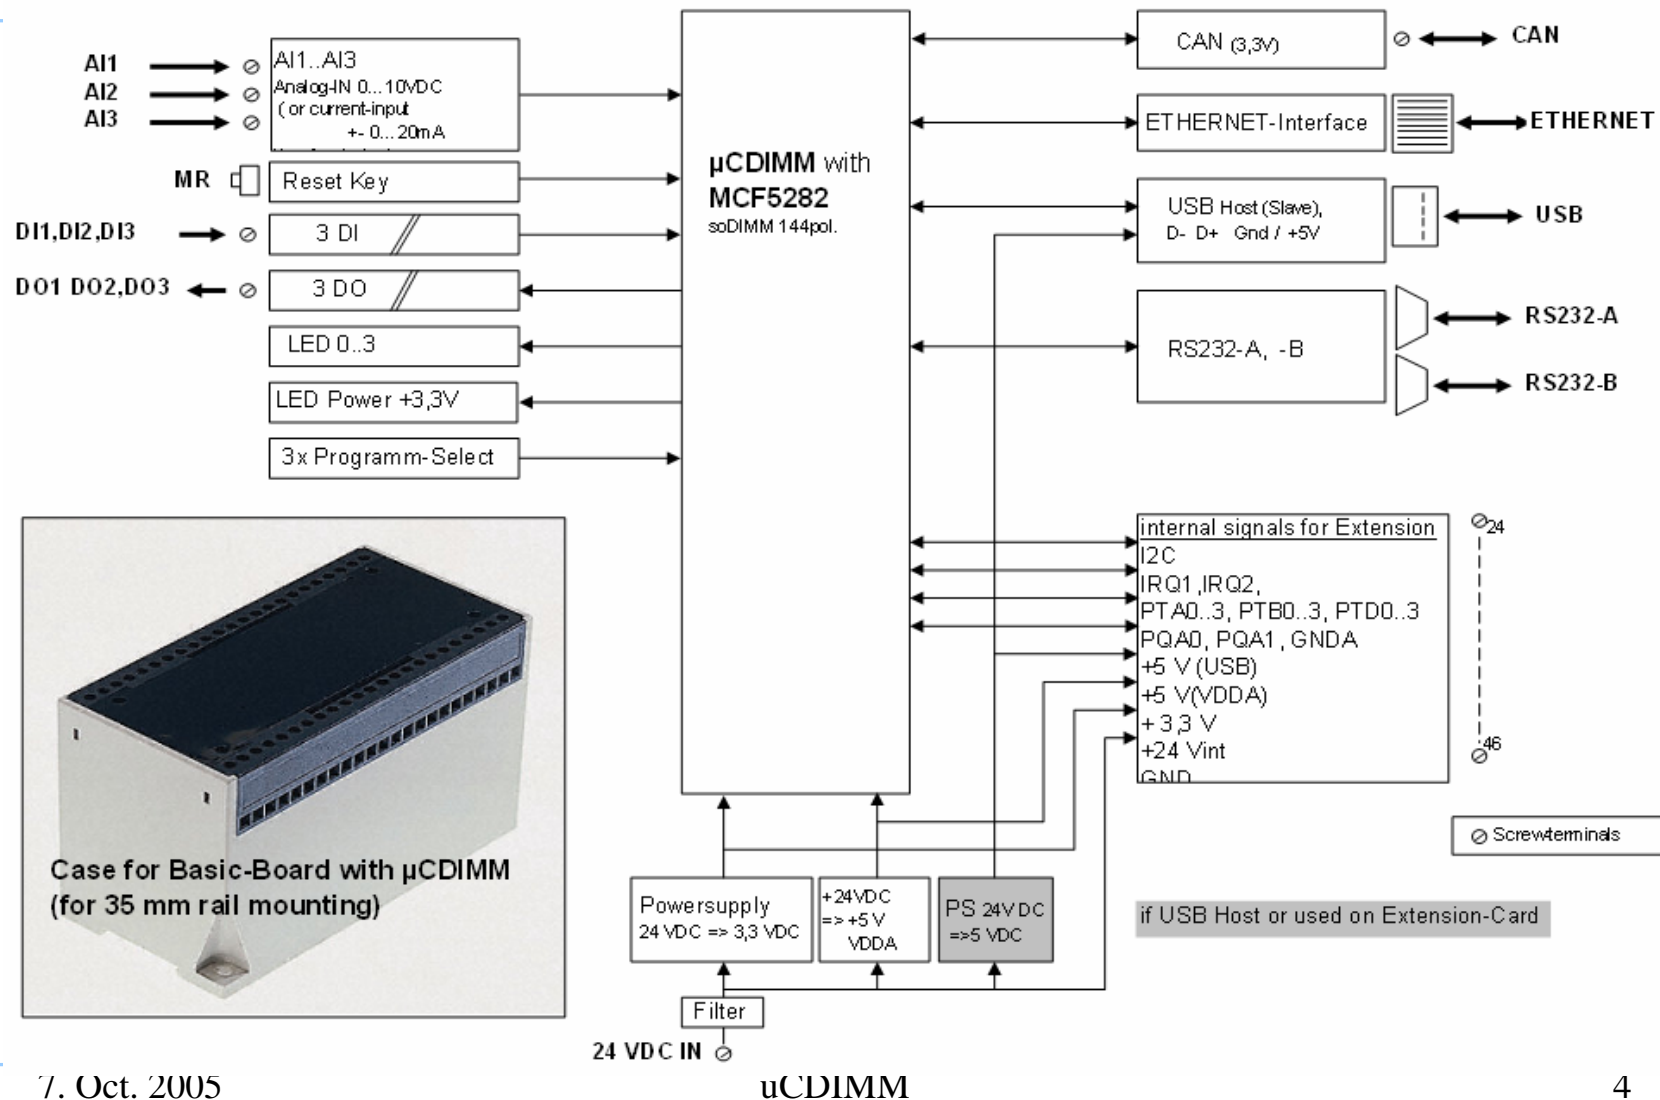 AI1
AI2
AI3
AI1..AI3
Analog-IN 0...10VDC
( or current-input
+- 0...20mA
MR
Reset Key
DI1,DI2,DI3
3 DI
DO1 DO2,DO3
3 DO
LED 0..3
LED Power +3,3V
3x Programm-Select
µCDIMM with
MCF5282
soDIMM 144pol.
CAN (3,3V)
CAN
ETHERNET-Interface
ETHERNET
USB Host (Slave),
D- D+ Gnd / +5V
USB
RS232-A, -B
RS232-A
RS232-B
internal signals for Extension
I2C
IRQ1,IRQ2,
PTA0..3, PTB0..3, PTD0..3
PQA0, PQA1, GNDA
+5 V (USB)
+5 V(VDDA)
+ 3,3 V
+24 Vint
GND
24
46
Screwterminals
Case for Basic-Board with µCDIMM
(for 35 mm rail mounting)
Powersupply
24 VDC => 3,3 VDC
+24VDC
=> +5 V
VDDA
PS 24VDC
=>5 VDC
if USB Host or used on Extension-Card
Filter
24 VDC IN
7. Oct. 2005
uCDIMM
4